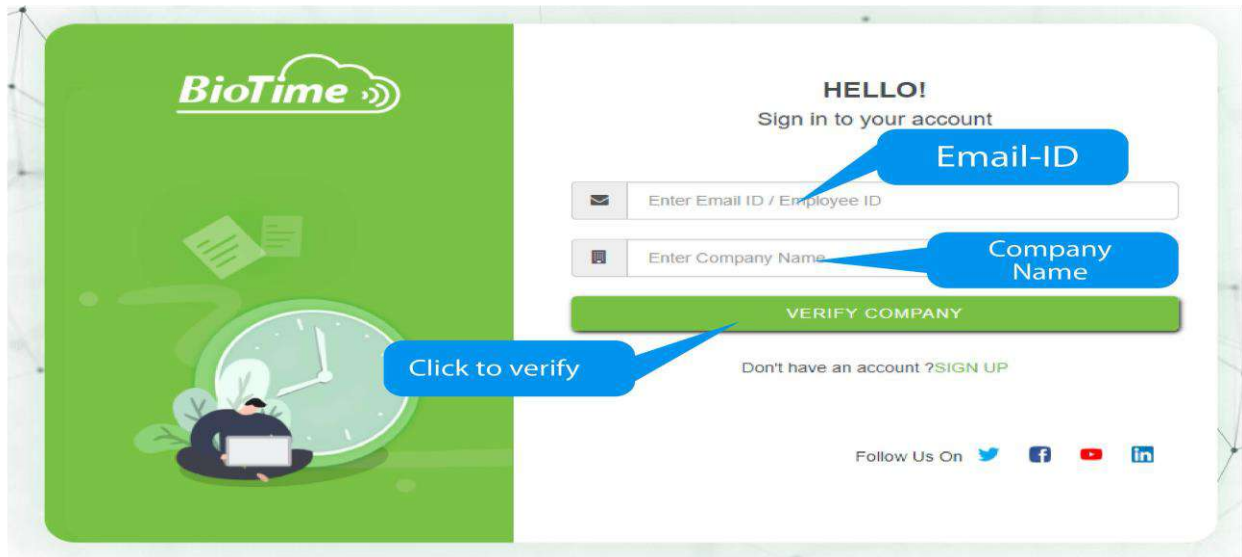 BioTime
HELLO!
Sign in to your account
Email-ID
Enter Email ID / Employee ID
Enter Company Name
Company
Name
VERIFY COMPANY
Click to verify
Don't have an account ?SIGN UP
Follow Us On